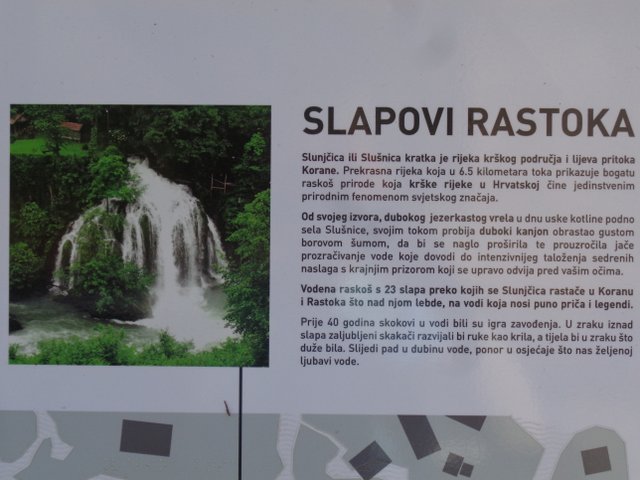 SLAPOVI RASTOKA
Slunjčica ili Slušnica kratka je rijeka krškog područja i lijeva pritoka
Korane. Prekrasna rijeka koja u 6.5 kilometara toka prikazuje bogatu
raskoš prirode koja krške rijeke u Hrvatskoj čine jedinstvenim
prirodnim fenomenom svjetskog značaja.
Od svojeg izvora, dubokog jezerkastog vrela u dnu uske kotline podno
sela Slušnice, svojim tokom probija duboki kanjon obrastao gustom
borovom šumom, da bi se naglo proširila te prouzročila jače
prozračivanje vode koje dovodi do intenzivnijeg taloženja sedrenih
naslaga s krajnjim prizorom koji se upravo odvija pred vašim očima.
Vodena raskoš s 23 slapa preko kojih se Slunjčica rastače u Koranu
i Rastoka što nad njom lebde, na vodi koja nosi puno priča i legendi.
Prije 40 godina skokovi u vodi bili su igra zavođenja. U zraku iznad
slapa zaljubljeni skakači razvijali bi ruke kao krila, a tijela bi u zraku što
duže bila. Slijedi pad u dubinu vode, ponor u osjećaje što nas željenoj
ljubavi vode.